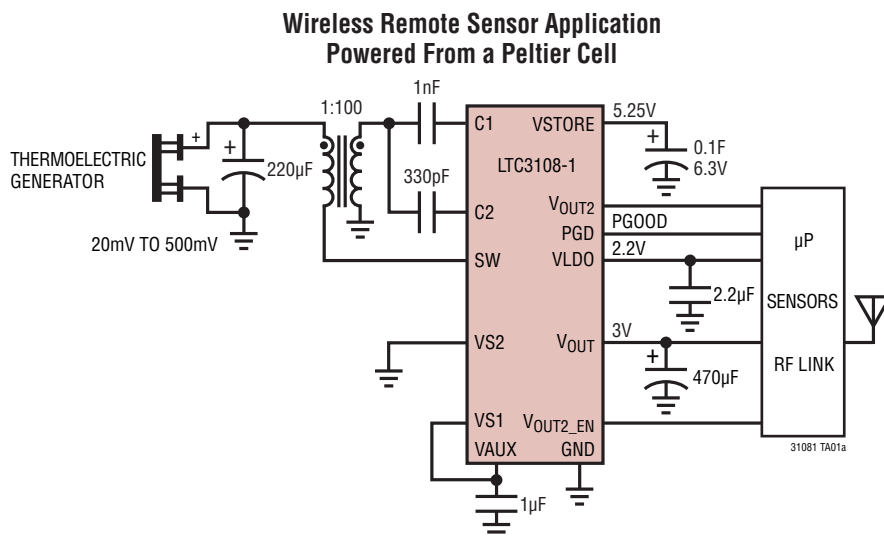 Wireless Remote Sensor Application
Powered From a Peltier Cell
1nF
1:100
5.25V
C1
VSTORE
+
+
+
0.1F
6.3V
THERMOELECTRIC
GENERATOR
220µF
330pF
LTC3108-1
C2
VOUT2
PGD
PGOOD
µP
20mV TO 500mV
SW
VLDO
2.2V
2.2µF
SENSORS
VS2
VOUT
3V
+
470µF
RF LINK
VS1
VOUT2_EN
VAUX
GND
31081 TA01a
1µF